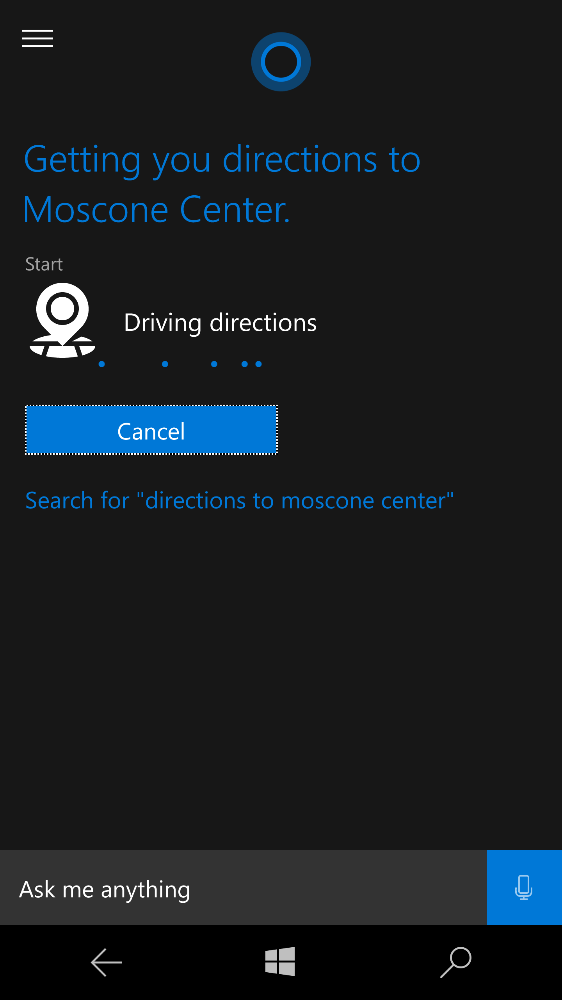 Getting you directions to
Moscone Center.
Start
Driving directions
Cancel
Search for "directions to moscone center"
Ask me anything